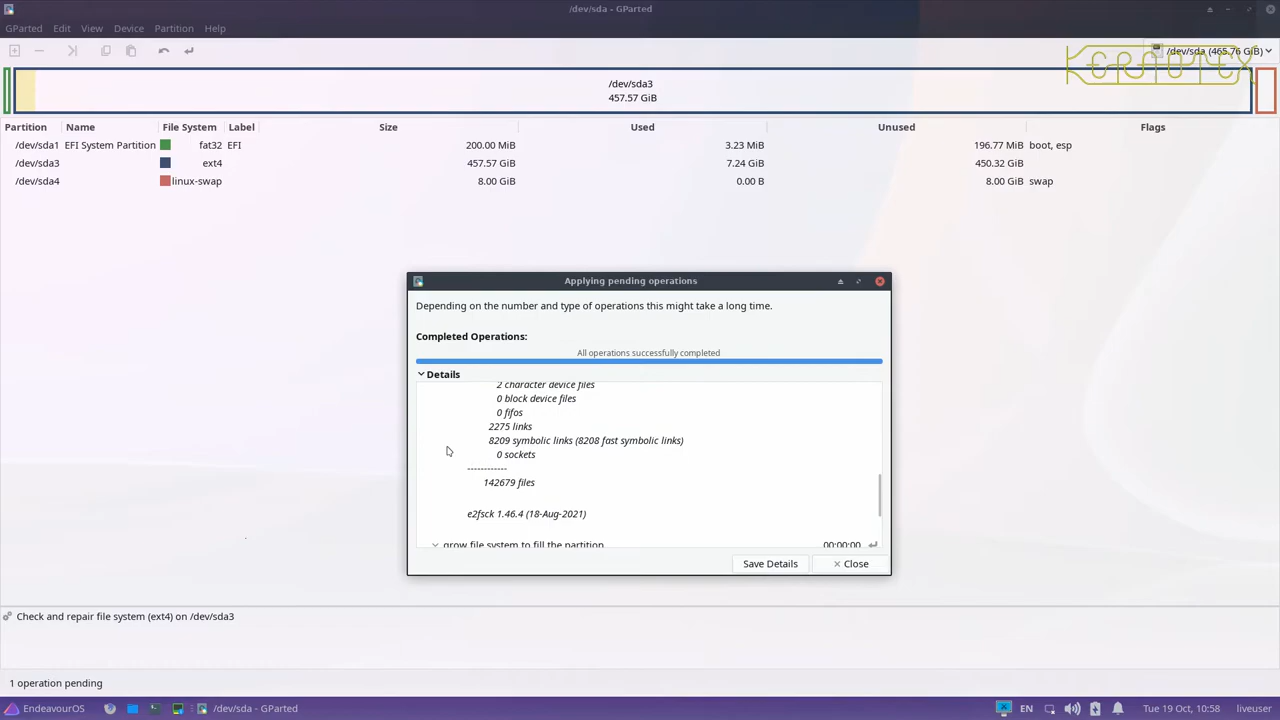 /dev/sda - GParted
GParted Edit View Device Partition Help
/dev/sda (465.76 GiB)
/dev/sda3
457.57 GiB
Partition Name File System Label Size Used Unused Flags
/dev/sda1 EFI System Partition fat32 EFI 200.00 MiB 3.23 MiB 196.77 MiB boot, esp
/dev/sda3 ext4 457.57 GiB 7.24 GiB 450.32 GiB
/dev/sda4 linux-swap 8.00 GiB 0.00 B 8.00 GiB swap
Applying pending operations
Depending on the number and type of operations this might take a long time.
Completed Operations:
All operations successfully completed
Details
2 character device files
0 block device files
0 fifos
2275 links
8209 symbolic links (8208 fast symbolic links)
0 sockets
------------
142679 files
e2fsck 1.46.4 (18-Aug-2021)
grow file system to fill the partition 00:00:00
Save Details Close
Check and repair file system (ext4) on /dev/sda3
1 operation pending
EndeavourOS /dev/sda - GParted EN Tue 19 Oct, 10:58 liveuser